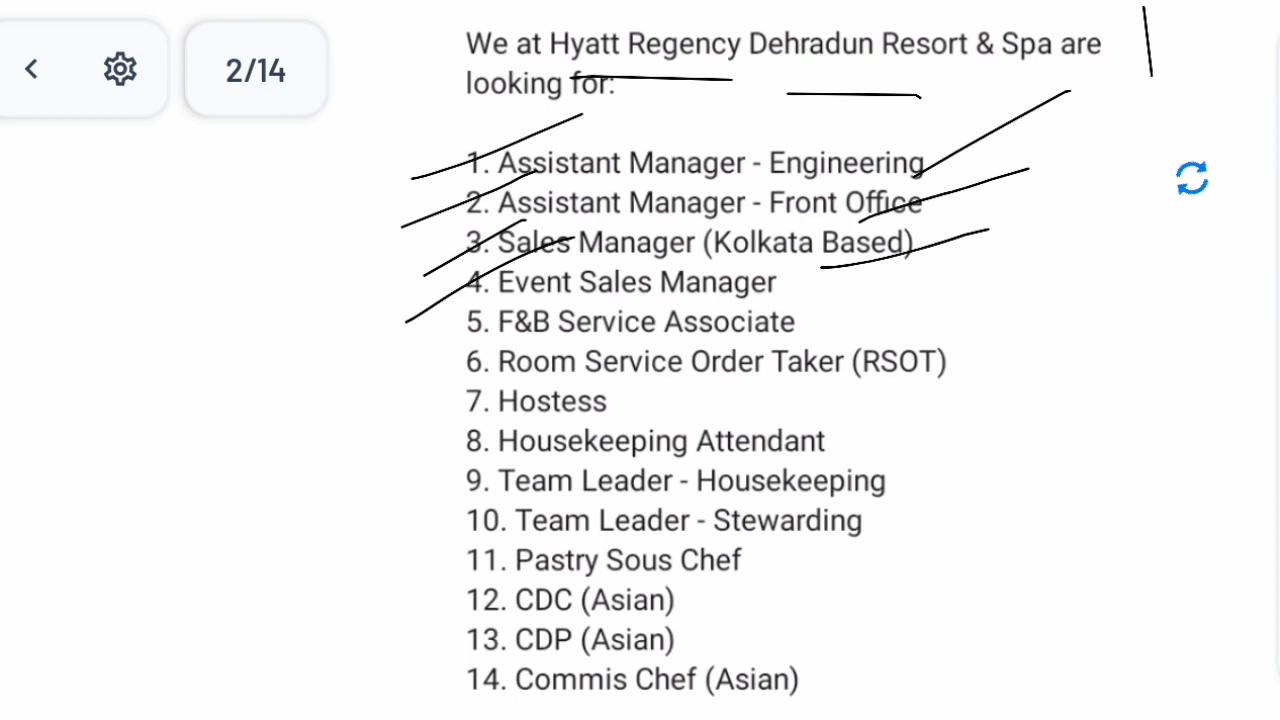 2/14
We at Hyatt Regency Dehradun Resort & Spa are
looking for:
1. Assistant Manager - Engineering
2. Assistant Manager - Front Office
3. Sales Manager (Kolkata Based)
4. Event Sales Manager
5. F&B Service Associate
6. Room Service Order Taker (RSOT)
7. Hostess
8. Housekeeping Attendant
9. Team Leader - Housekeeping
10. Team Leader - Stewarding
11. Pastry Sous Chef
12. CDC (Asian)
13. CDP (Asian)
14. Commis Chef (Asian)